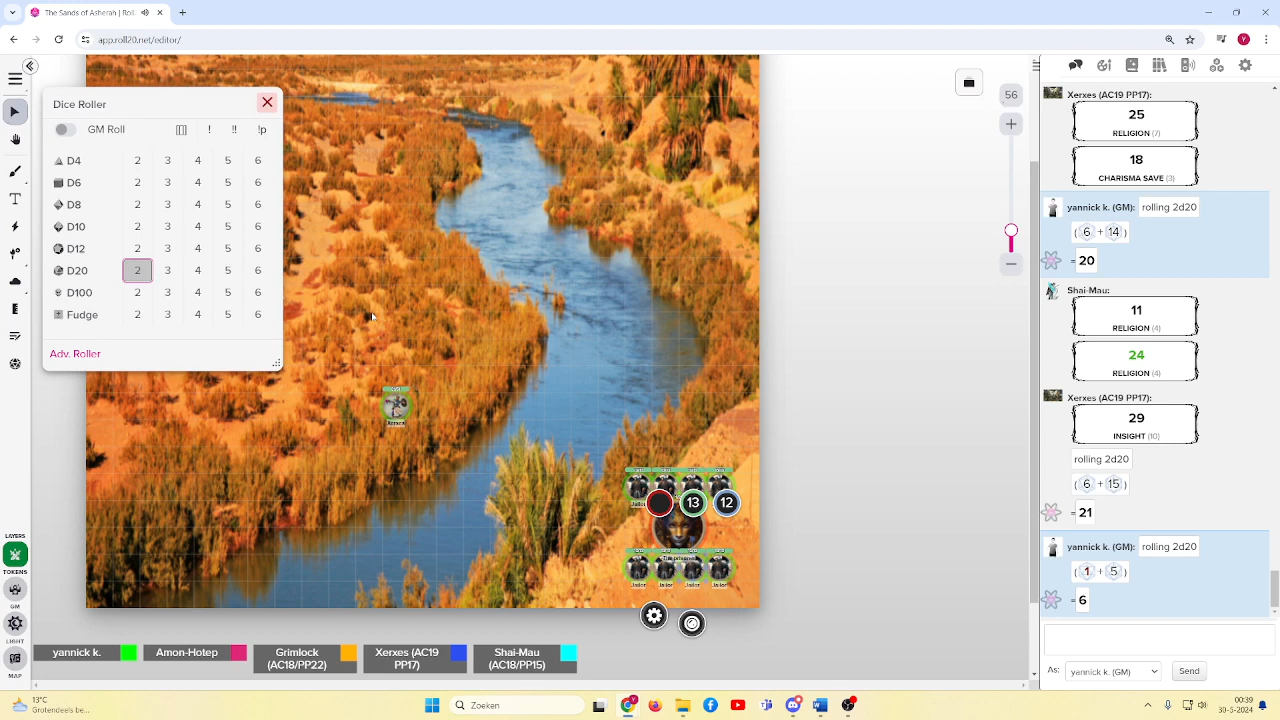 The Sands of Asherah | Roll
app.roll20.net/editor/
Dice Roller
GM Roll [[]] ! !! !p
D4 2 3 4 5 6
D6 2 3 4 5 6
D8 2 3 4 5 6
D10 2 3 4 5 6
D12 2 3 4 5 6
D20 2 3 4 5 6
D100 2 3 4 5 6
Fudge 2 3 4 5 6
Adv. Roller
56
13 12
Jailor Jailor Jailor Jailor
LAYERS
TOKENS
GM
LIGHT
MAP
yannick k.
Amon-Hotep
Grimlock
(AC18/PP22)
Xerxes (AC19
PP17)
Shai-Mau
(AC18/PP15)
Xerxes (AC19 PP17):
25
RELIGION (7)
18
CHARISMA SAVE (3)
yannick k. (GM): rolling 2d20
(6+14)
=20
Shai-Mau:
11
RELIGION (4)
24
RELIGION (4)
Xerxes (AC19 PP17):
29
INSIGHT (10)
rolling 2d20
(6+15)
=21
yannick k. (GM): rolling 2d20
(1+5)
=6
As: yannick k. (GM) Send
13°C
Grotendeels be...
Zoeken
00:39
30-5-2024